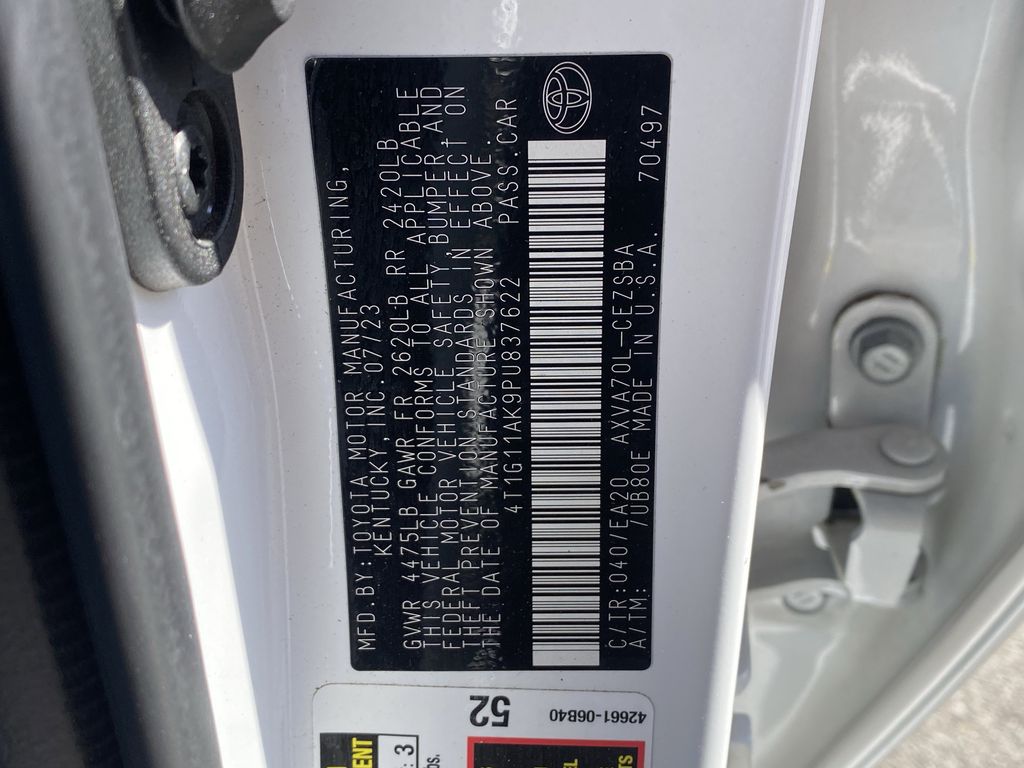 MFD.BY:TOYOTA MOTOR MANUFACTURING,
KENTUCKY,INC.07/23
GVWR 4475LB GAWR FR 2620LB RR 2420LB
THIS VEHICLE CONFORMS TO ALL APPLICABLE
FEDERAL MOTOR VEHICLE SAFETY,BUMPER AND
THEFT PREVENTION STANDARDS IN EFFECT ON
THE DATE OF MANUFACTURE SHOWN ABOVE.
4T1G11AK9PU837622 PASS.CAR
C/TR:040/EA20 AXVA70L-CEZSBA
A/TM: /UB80E MADE IN U.S.A. 70497
52
42661-06B40